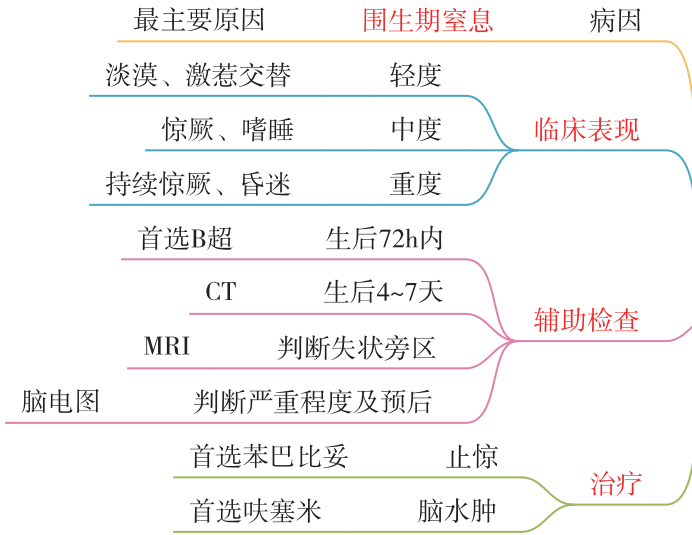 最主要原因 围生期窒息 病因
淡漠、激惹交替 轻度
惊厥、嗜睡 中度 临床表现
持续惊厥、昏迷 重度
首选B超 生后72h内
CT 生后4~7天
辅助检查
MRI 判断失状旁区
脑电图 判断严重程度及预后
首选苯巴比妥 止惊
治疗
首选呋塞米 脑水肿